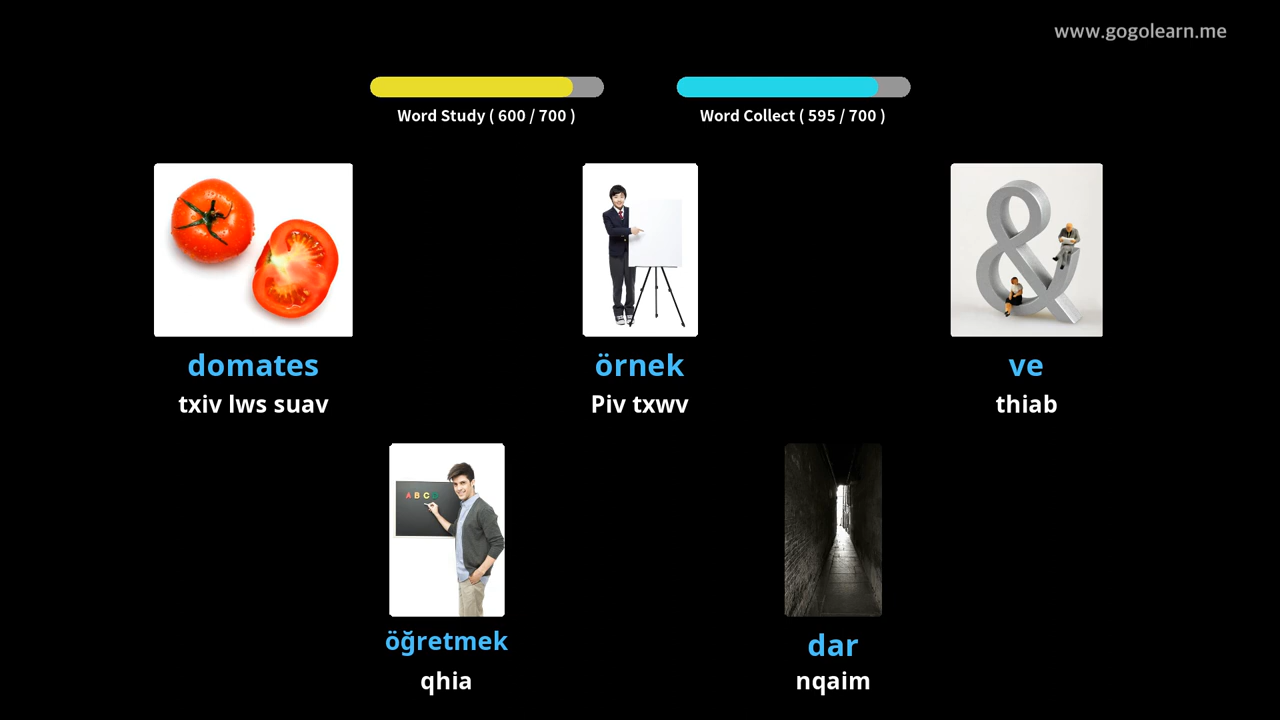 www.gogolearn.me
Word Study ( 600 / 700 )
Word Collect ( 595 / 700 )
domates
txiv lws suav
örnek
Piv txwv
ve
thiab
A B C D
öğretmek
qhia
dar
nqaim